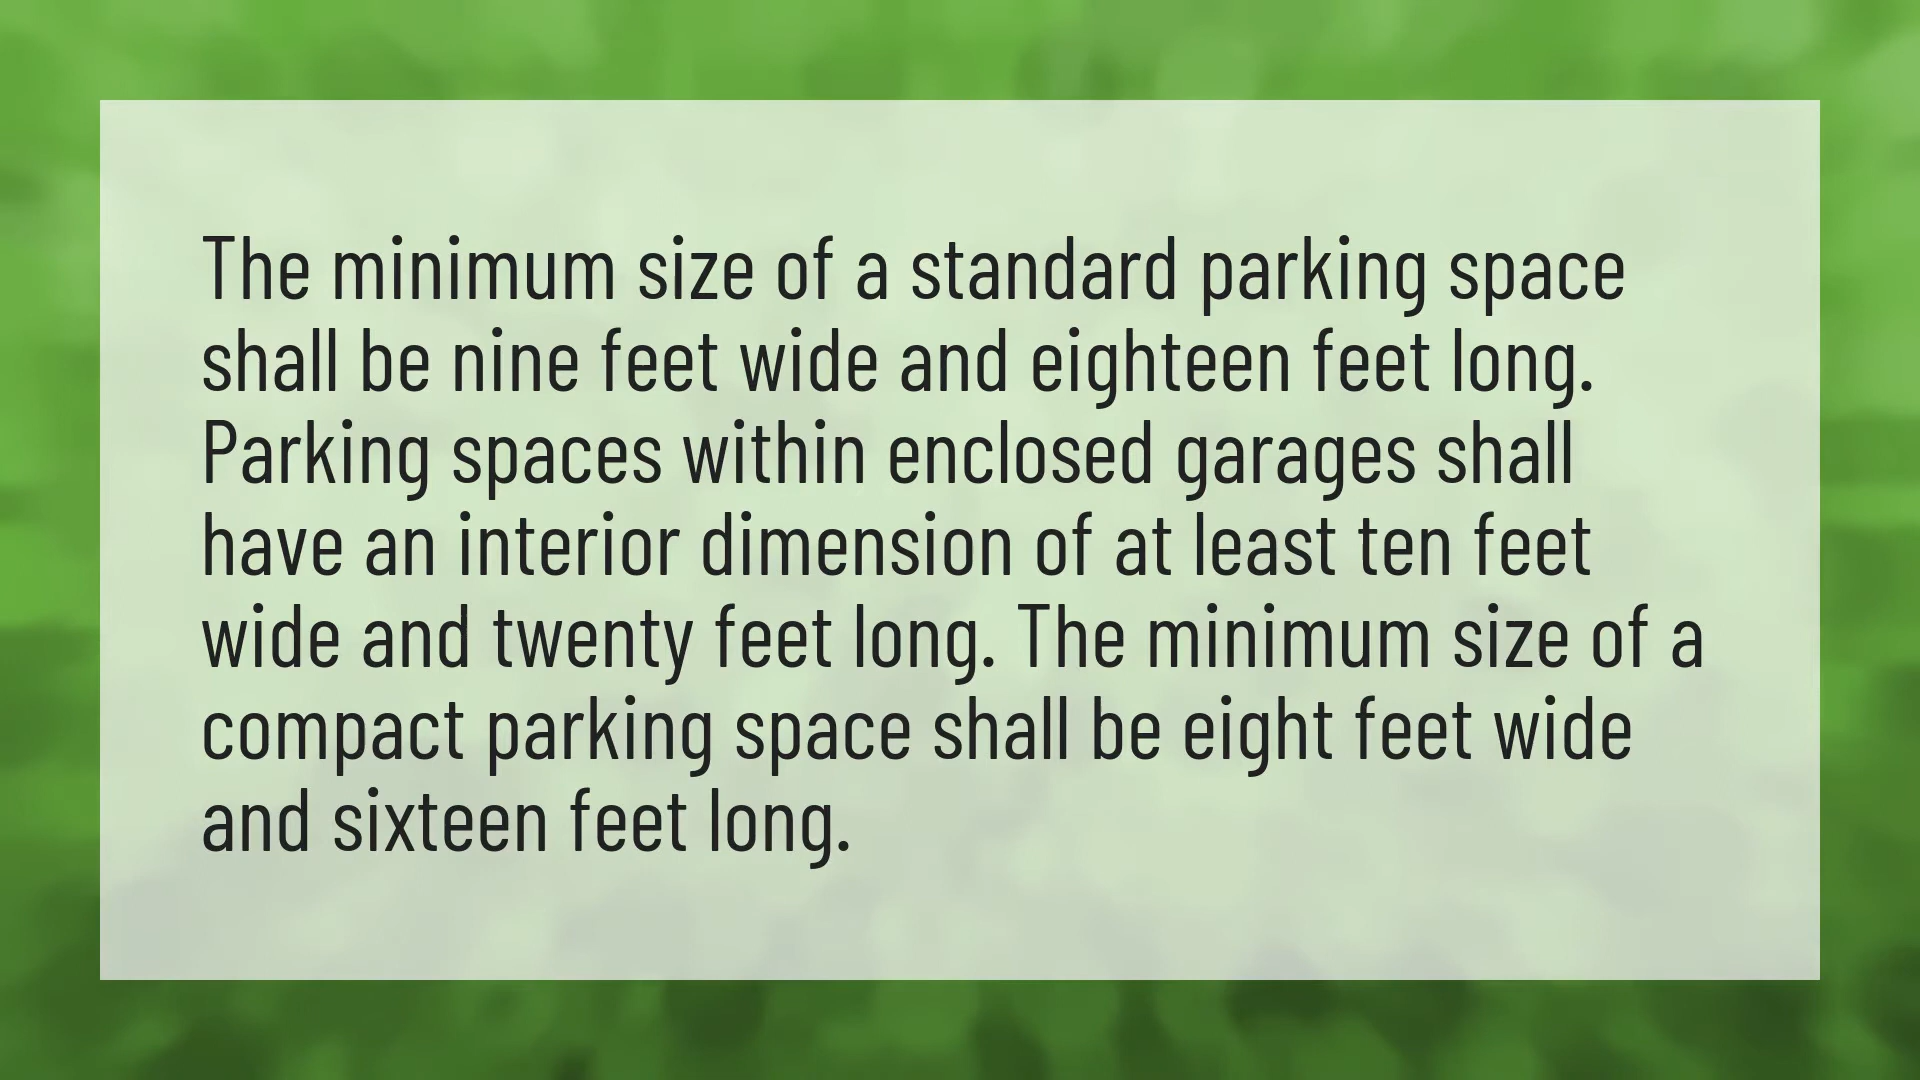 The minimum size of a standard parking space
shall be nine feet wide and eighteen feet long.
Parking spaces within enclosed garages shall
have an interior dimension of at least ten feet
wide and twenty feet long. The minimum size of a
compact parking space shall be eight feet wide
and sixteen feet long.